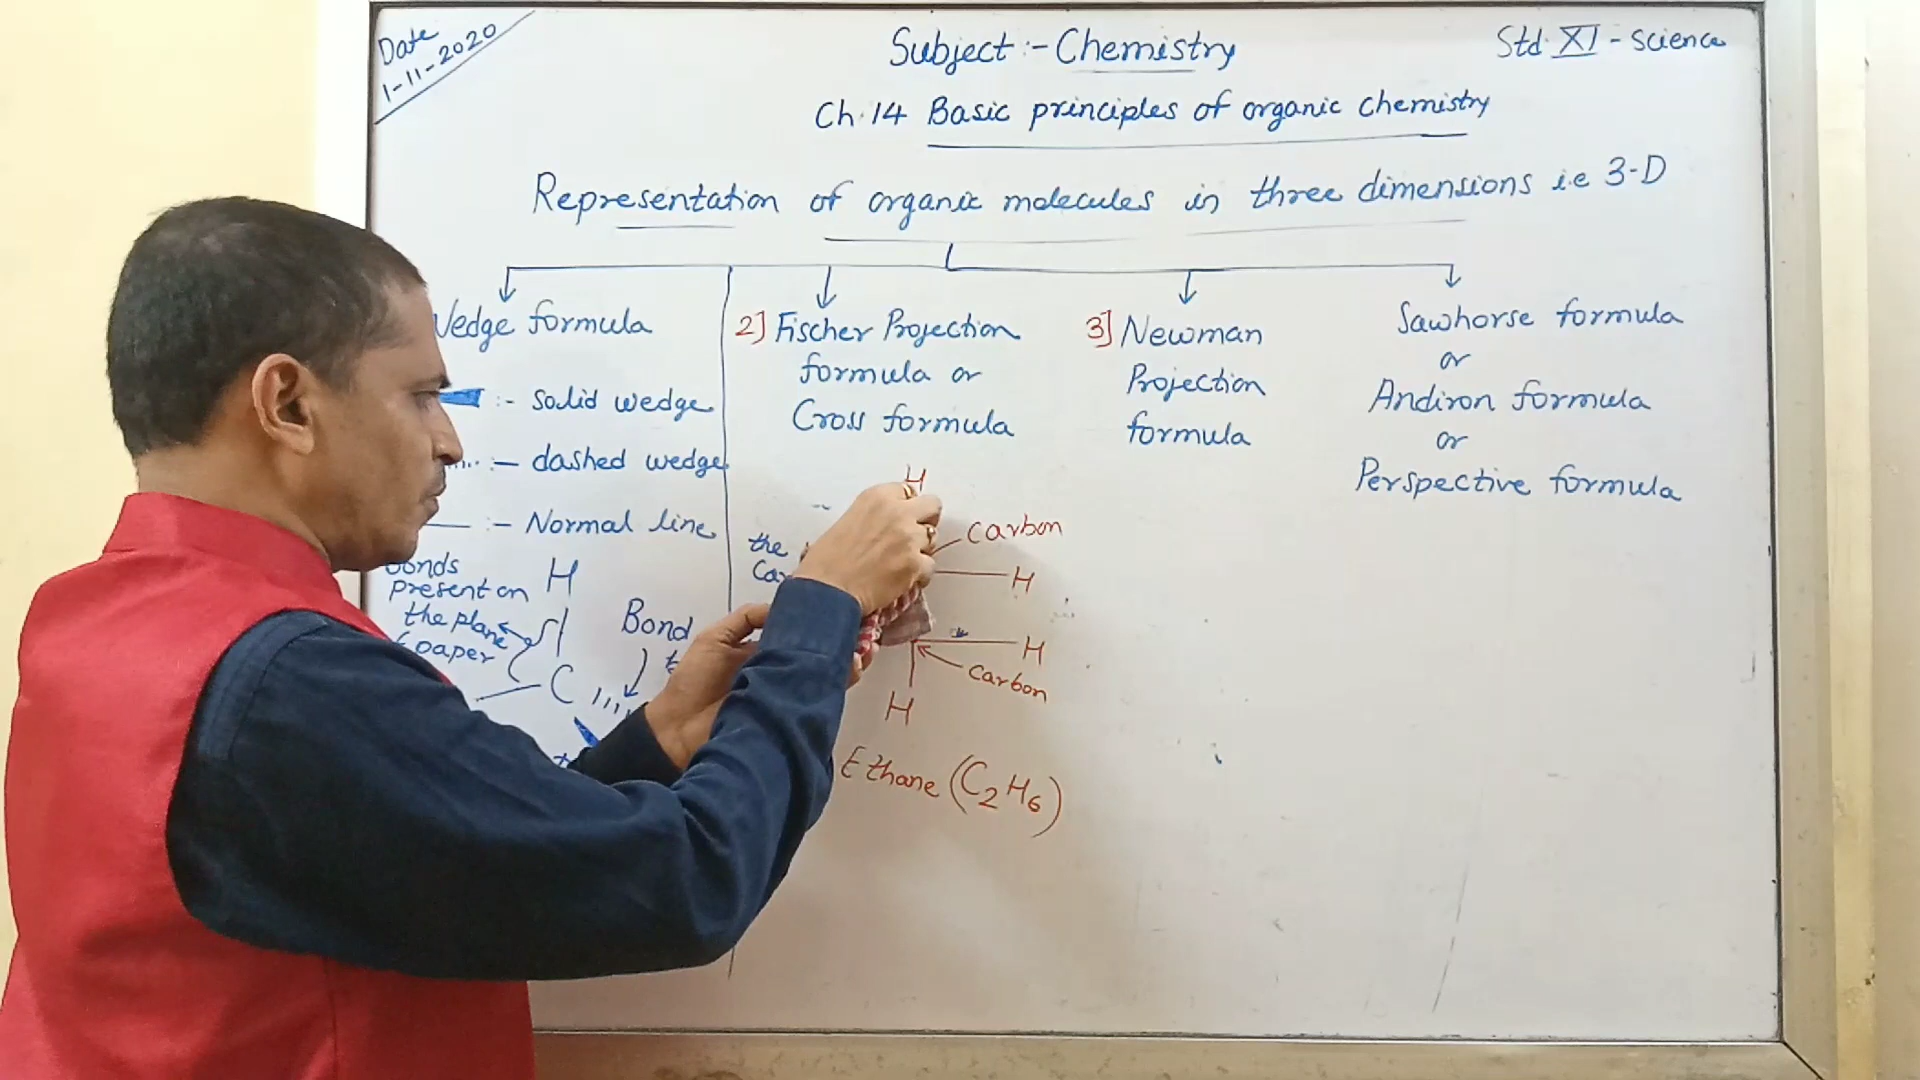 Date
1-11-2020
Subject :- Chemistry
Std. XI - Science
Ch. 14 Basic principles of organic chemistry
Representation of organic molecules in three dimensions i.e 3-D
Wedge formula
:- solid wedge
:- dashed wedge
:- Normal line
bonds
present on
the plane
of paper
H
C
Bond
2] Fischer Projection
formula or
Cross formula
H
the
carbon
H
H
carbon
H
Ethane (C2H6)
3] Newman
Projection
formula
Sawhorse formula
or
Andiron formula
or
Perspective formula